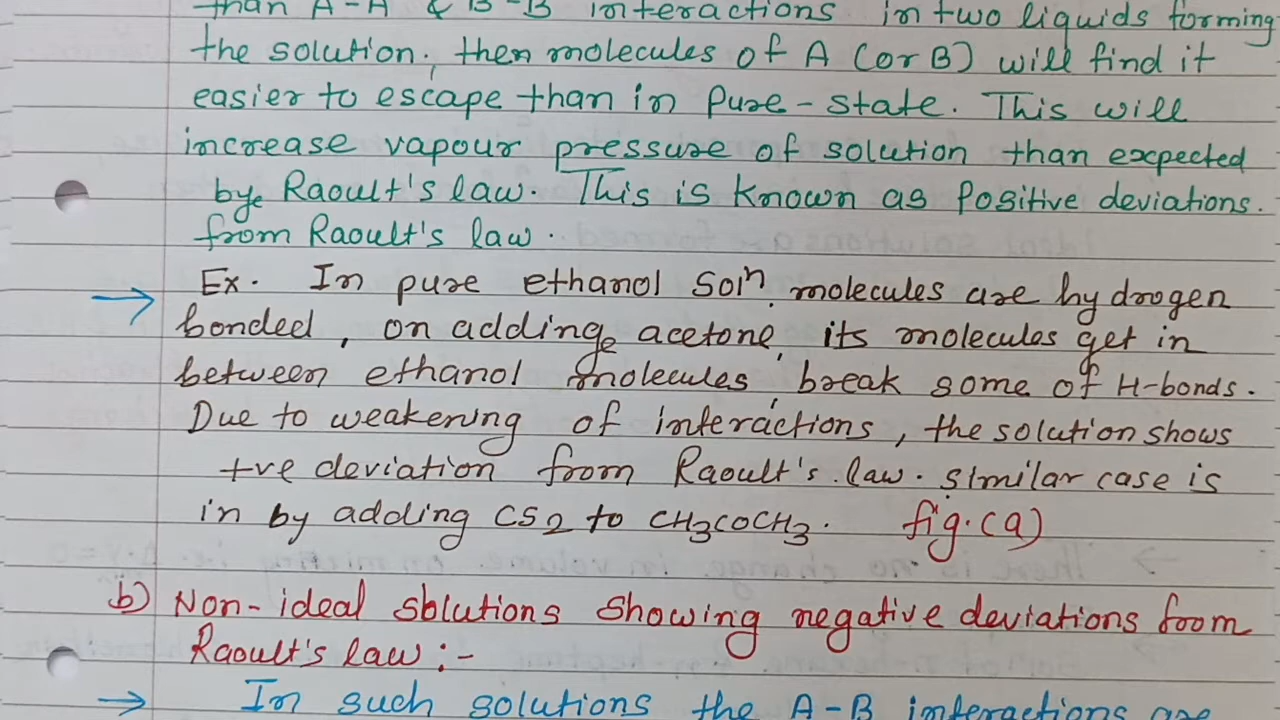 than A-A & B-B interactions in two liquids forming
the solution, then molecules of A (or B) will find it
easier to escape than in Pure-state. This will
increase vapour pressure of solution than expected
by Raoult's law. This is known as Positive deviations.
from Raoult's law.
→ Ex. In pure ethanol Solⁿ, molecules are hydrogen
bonded, on adding acetone, its molecules get in
between ethanol molecules, break some of H-bonds.
Due to weakening of interactions, the solution shows
+ve deviation from Raoult's law. similar case is
in by adding CS2 to CH3COCH3. fig.(a)
b) Non-ideal solutions Showing negative deviations from
Raoult's law :-
→ In such solutions the A-B interactions are